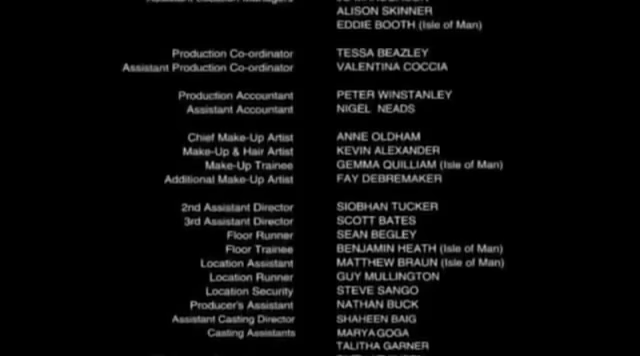 ALISON SKINNER
EDDIE BOOTH (Isle of Man)
Production Co-ordinator TESSA BEAZLEY
Assistant Production Co-ordinator VALENTINA COCCIA
Production Accountant PETER WINSTANLEY
Assistant Accountant NIGEL NEADS
Chief Make-Up Artist ANNE OLDHAM
Make-Up & Hair Artist KEVIN ALEXANDER
Make-Up Trainee GEMMA QUILLIAM (Isle of Man)
Additional Make-Up Artist FAY DEBREMAKER
2nd Assistant Director SIOBHAN TUCKER
3rd Assistant Director SCOTT BATES
Floor Runner SEAN BEGLEY
Floor Trainee BENJAMIN HEATH (Isle of Man)
Location Assistant MATTHEW BRAUN (Isle of Man)
Location Runner GUY MULLINGTON
Location Security STEVE SANGO
Producer's Assistant NATHAN BUCK
Assistant Casting Director SHAHEEN BAIG
Casting Assistants MARYA GOGA
TALITHA GARNER